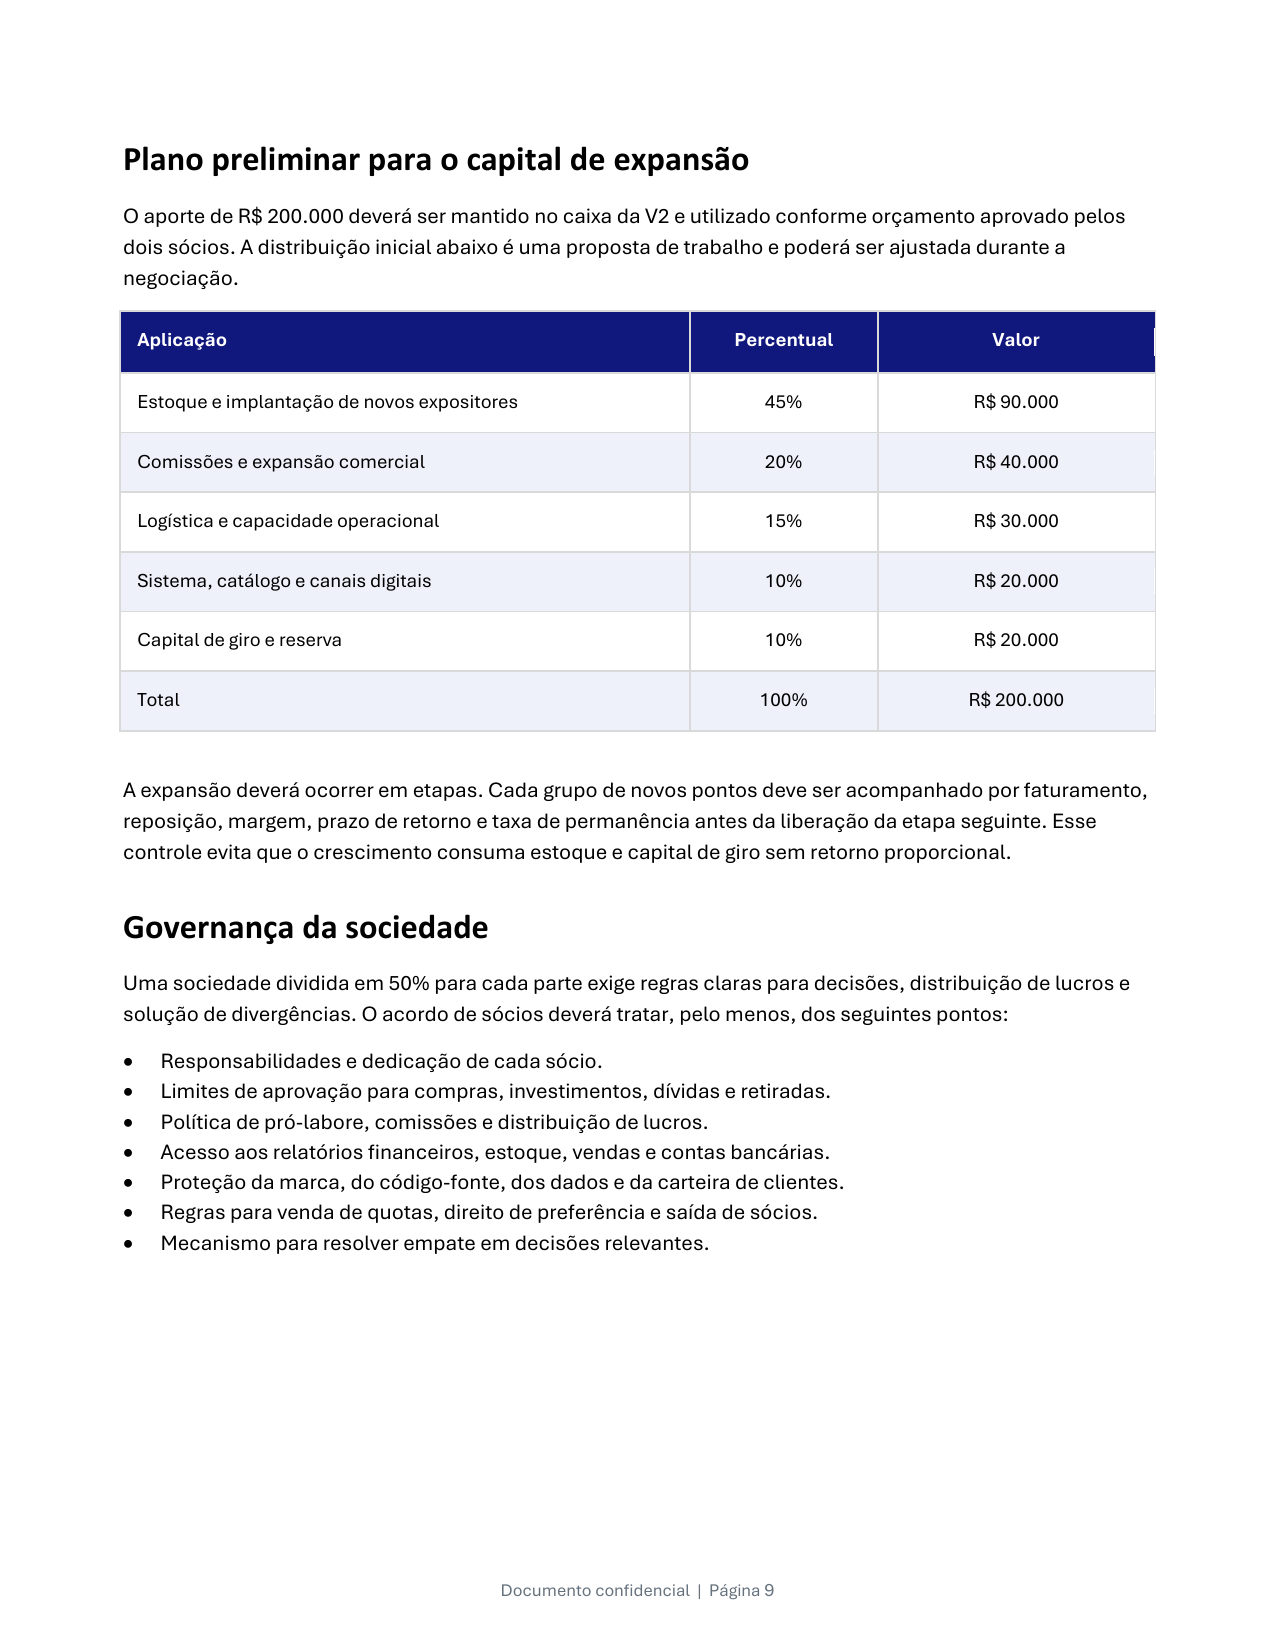 Plano preliminar para o capital de expansão
O aporte de R$ 200.000 deverá ser mantido no caixa da V2 e utilizado conforme orçamento aprovado pelos
dois sócios. A distribuição inicial abaixo é uma proposta de trabalho e poderá ser ajustada durante a
negociação.
Aplicação Percentual Valor
Estoque e implantação de novos expositores 45% R$ 90.000
Comissões e expansão comercial 20% R$ 40.000
Logística e capacidade operacional 15% R$ 30.000
Sistema, catálogo e canais digitais 10% R$ 20.000
Capital de giro e reserva 10% R$ 20.000
Total 100% R$ 200.000
A expansão deverá ocorrer em etapas. Cada grupo de novos pontos deve ser acompanhado por faturamento,
reposição, margem, prazo de retorno e taxa de permanência antes da liberação da etapa seguinte. Esse
controle evita que o crescimento consuma estoque e capital de giro sem retorno proporcional.
Governança da sociedade
Uma sociedade dividida em 50% para cada parte exige regras claras para decisões, distribuição de lucros e
solução de divergências. O acordo de sócios deverá tratar, pelo menos, dos seguintes pontos:
• Responsabilidades e dedicação de cada sócio.
• Limites de aprovação para compras, investimentos, dívidas e retiradas.
• Política de pró-labore, comissões e distribuição de lucros.
• Acesso aos relatórios financeiros, estoque, vendas e contas bancárias.
• Proteção da marca, do código-fonte, dos dados e da carteira de clientes.
• Regras para venda de quotas, direito de preferência e saída de sócios.
• Mecanismo para resolver empate em decisões relevantes.
Documento confidencial | Página 9